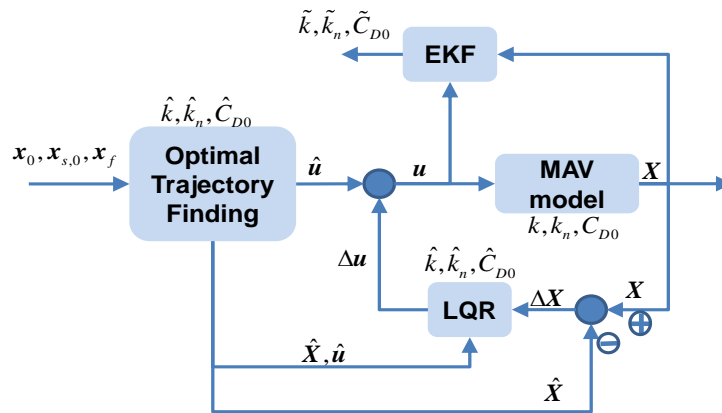 k̃, k̃ₙ, C̃_D0
EKF
k̂, k̂ₙ, Ĉ_D0
x₀, x_s,0, x_f
Optimal
Trajectory
Finding
û
u
MAV
model
X
k, kₙ, C_D0
Δu
k̂, k̂ₙ, Ĉ_D0
LQR
ΔX
X
X̂, û
X̂